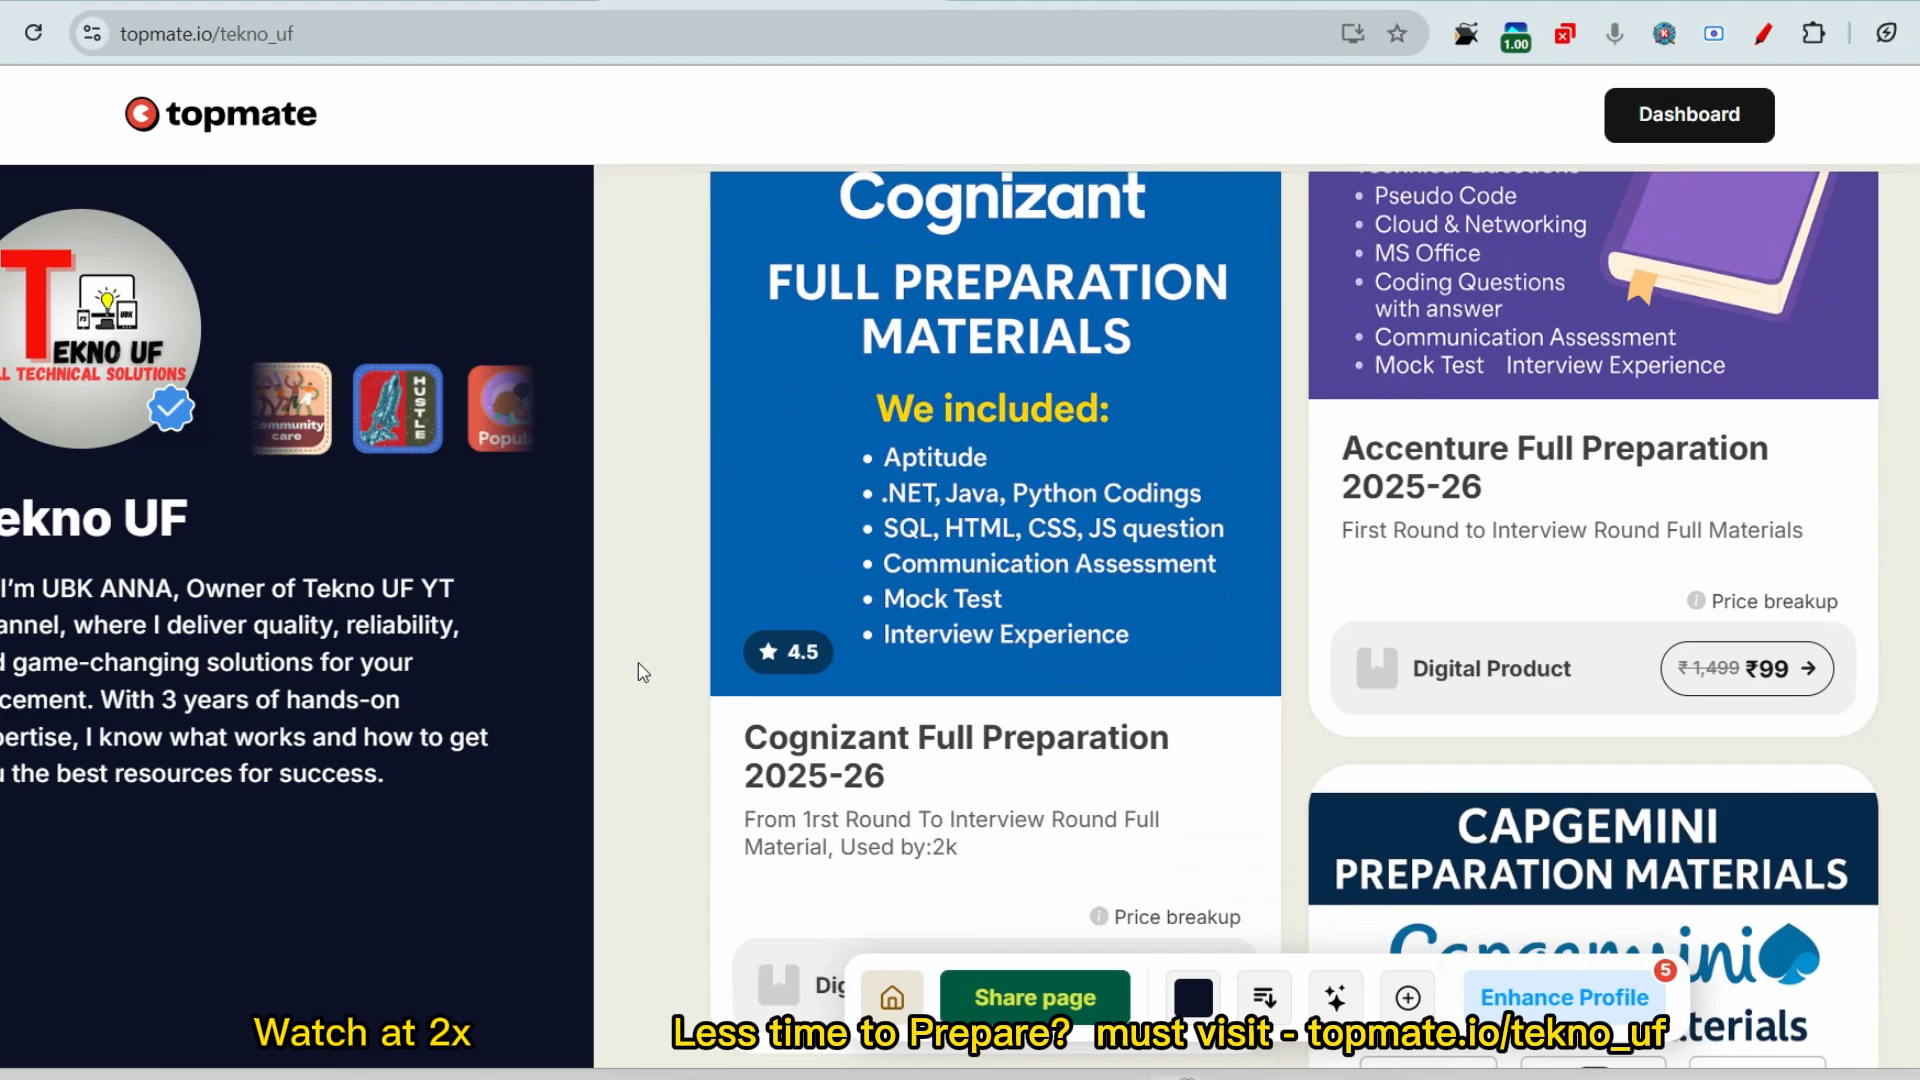 topmate.io/tekno_uf
1.00
topmate
Dashboard
T
EKNO UF
LL TECHNICAL SOLUTIONS
Community
care
HUSTLE
Popul
ekno UF
I'm UBK ANNA, Owner of Tekno UF YT
annel, where I deliver quality, reliability,
d game-changing solutions for your
cement. With 3 years of hands-on
pertise, I know what works and how to get
u the best resources for success.
Cognizant
FULL PREPARATION
MATERIALS
We included:
• Aptitude
• .NET, Java, Python Codings
• SQL, HTML, CSS, JS question
• Communication Assessment
• Mock Test
• Interview Experience
4.5
Cognizant Full Preparation
2025-26
From 1rst Round To Interview Round Full
Material, Used by:2k
Price breakup
Dig
Technical Questions
• Pseudo Code
• Cloud & Networking
• MS Office
• Coding Questions
with answer
• Communication Assessment
• Mock Test Interview Experience
Accenture Full Preparation
2025-26
First Round to Interview Round Full Materials
Price breakup
Digital Product
₹1,499 ₹99 →
CAPGEMINI
PREPARATION MATERIALS
Capgemini
terials
Share page
Enhance Profile
5
Watch at 2x
Less time to Prepare? must visit - topmate.io/tekno_uf